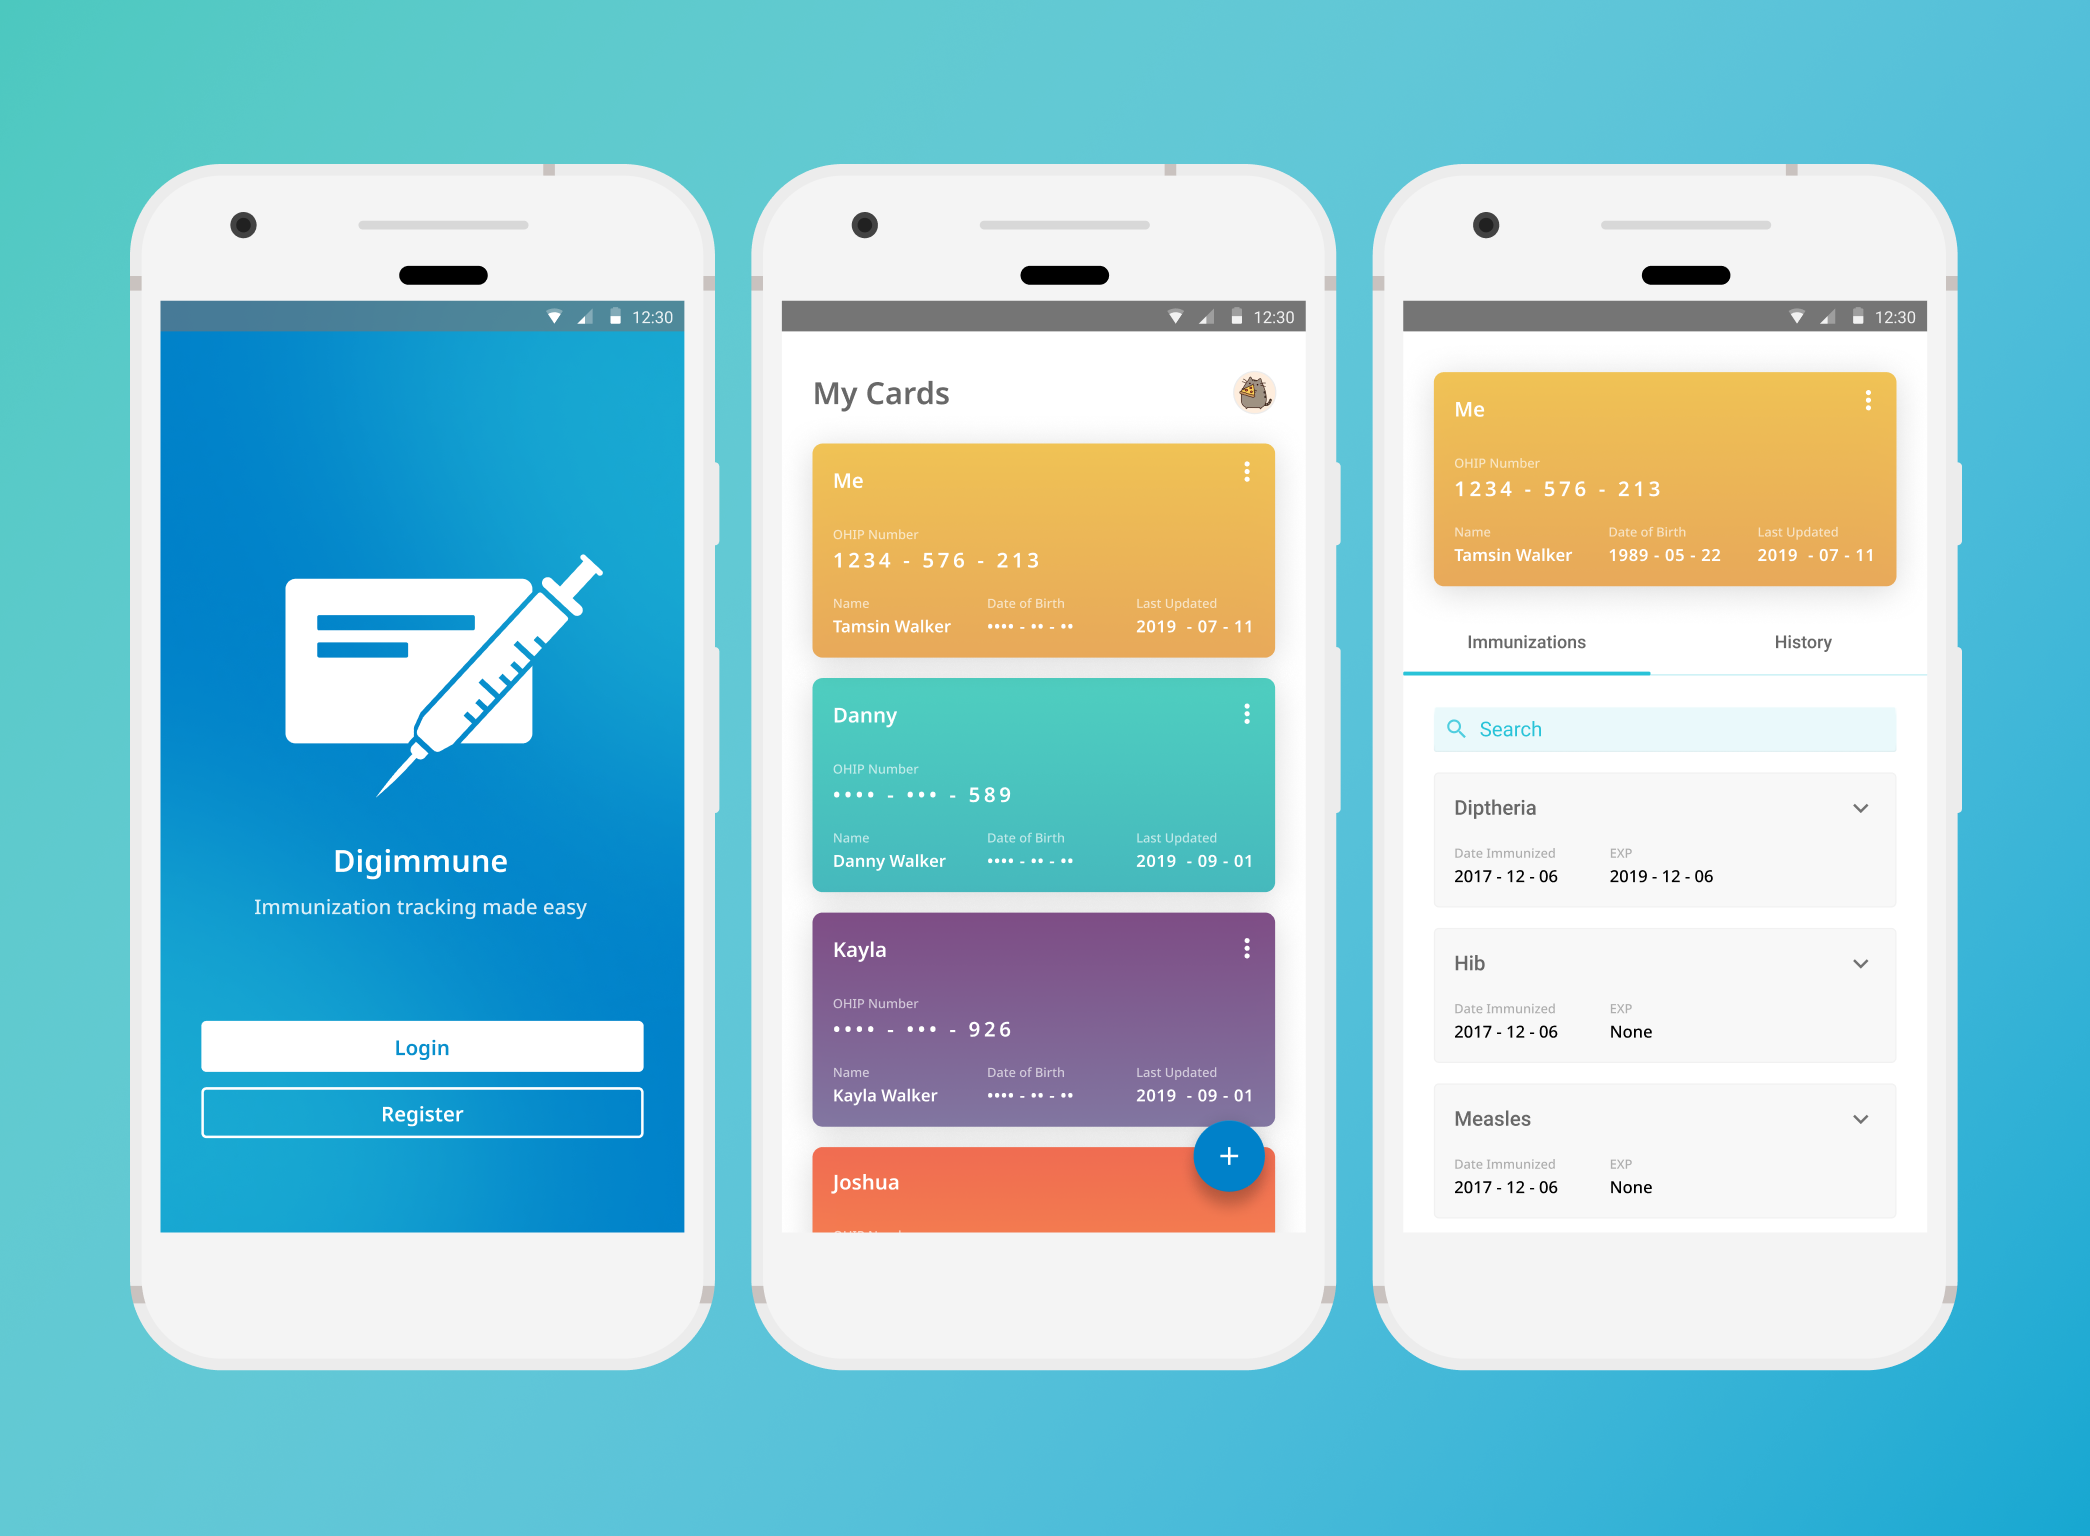 12:30
Digimmune
Immunization tracking made easy
Login
Register
12:30
My Cards
Me
OHIP Number
1234 - 576 - 213
Name Date of Birth Last Updated
Tamsin Walker •••• - •• - •• 2019 - 07 - 11
Danny
OHIP Number
•••• - ••• - 589
Name Date of Birth Last Updated
Danny Walker •••• - •• - •• 2019 - 09 - 01
Kayla
OHIP Number
•••• - ••• - 926
Name Date of Birth Last Updated
Kayla Walker •••• - •• - •• 2019 - 09 - 01
+
Joshua
OHIP Number
12:30
Me
OHIP Number
1234 - 576 - 213
Name Date of Birth Last Updated
Tamsin Walker 1989 - 05 - 22 2019 - 07 - 11
Immunizations History
Search
Diptheria
Date Immunized EXP
2017 - 12 - 06 2019 - 12 - 06
Hib
Date Immunized EXP
2017 - 12 - 06 None
Measles
Date Immunized EXP
2017 - 12 - 06 None